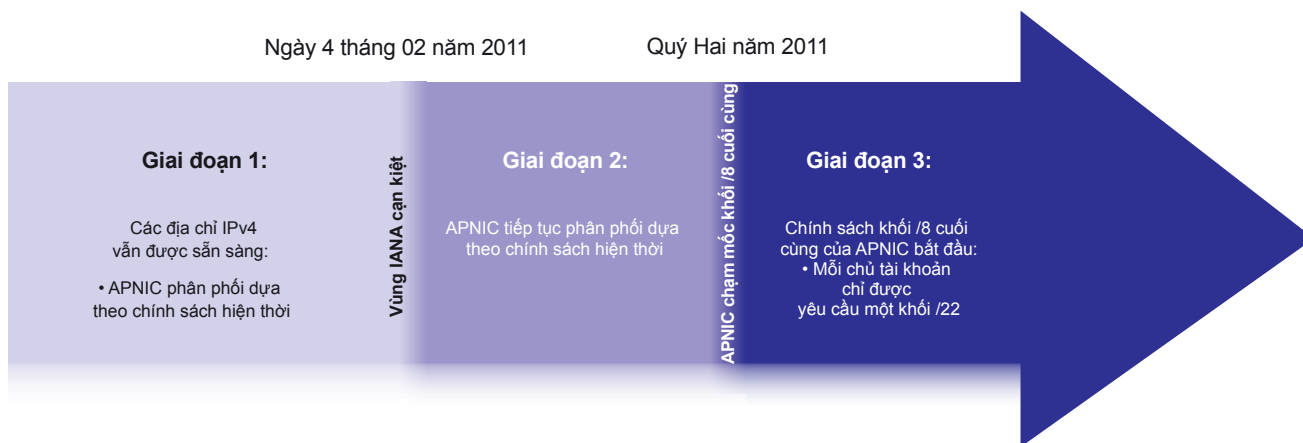 Ngày 4 tháng 02 năm 2011
Quý Hai năm 2011
Giai đoạn 1:
Các địa chỉ IPv4
vẫn được sẵn sàng:
• APNIC phân phối dựa
theo chính sách hiện thời
Vùng IANA cạn kiệt
Giai đoạn 2:
APNIC tiếp tục phân phối dựa
theo chính sách hiện thời
APNIC chạm mốc khối /8 cuối cùng
Giai đoạn 3:
Chính sách khối /8 cuối
cùng của APNIC bắt đầu:
• Mỗi chủ tài khoản
chỉ được
yêu cầu một khối /22